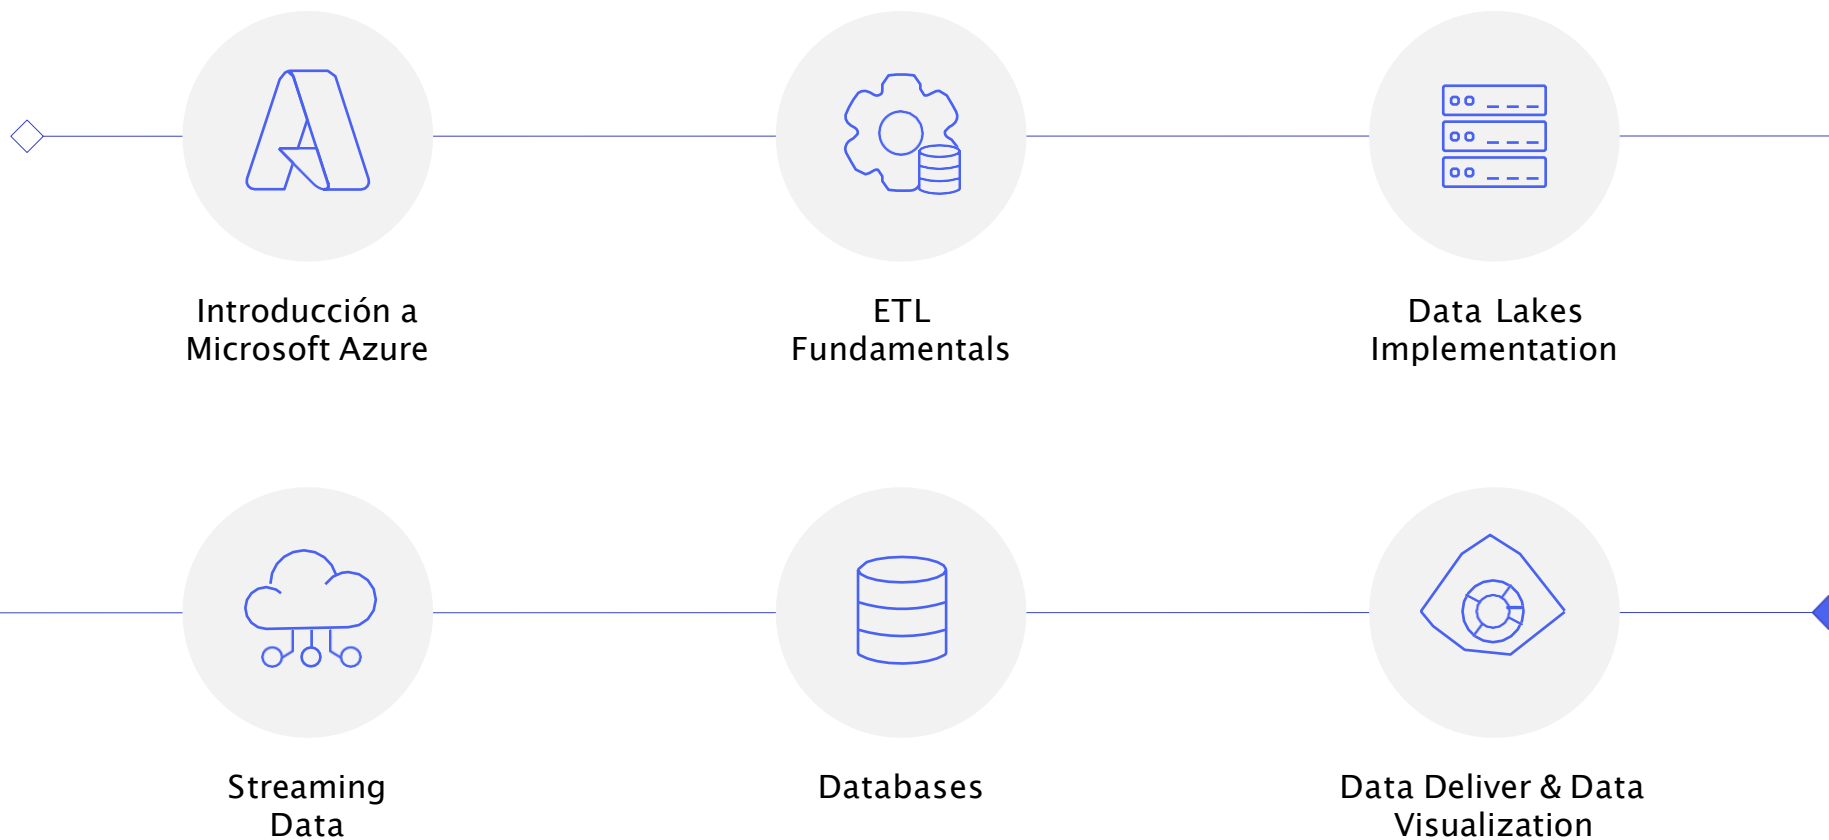 Introducción a
Microsoft Azure
ETL
Fundamentals
Data Lakes
Implementation
Streaming
Data
Databases
Data Deliver & Data
Visualization